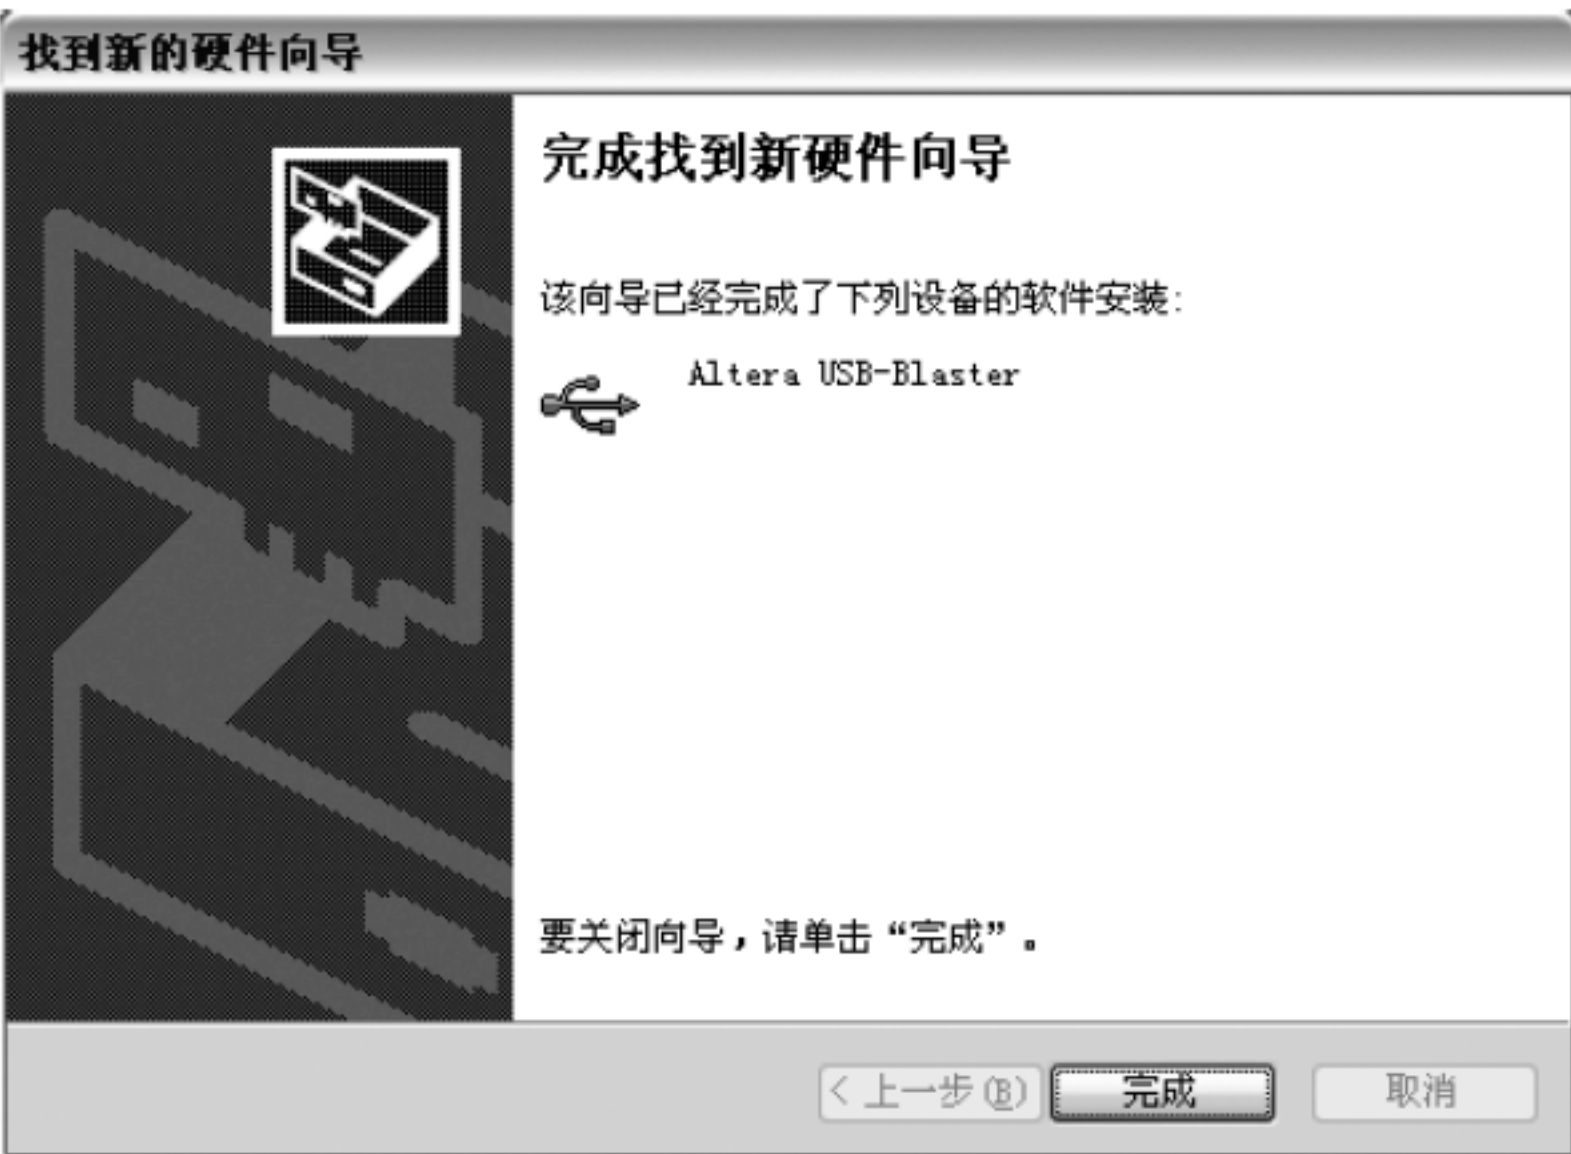 找到新的硬件向导
完成找到新硬件向导
该向导已经完成了下列设备的软件安装:
Altera USB-Blaster
要关闭向导，请单击“完成”。
< 上一步(B)
完成
取消